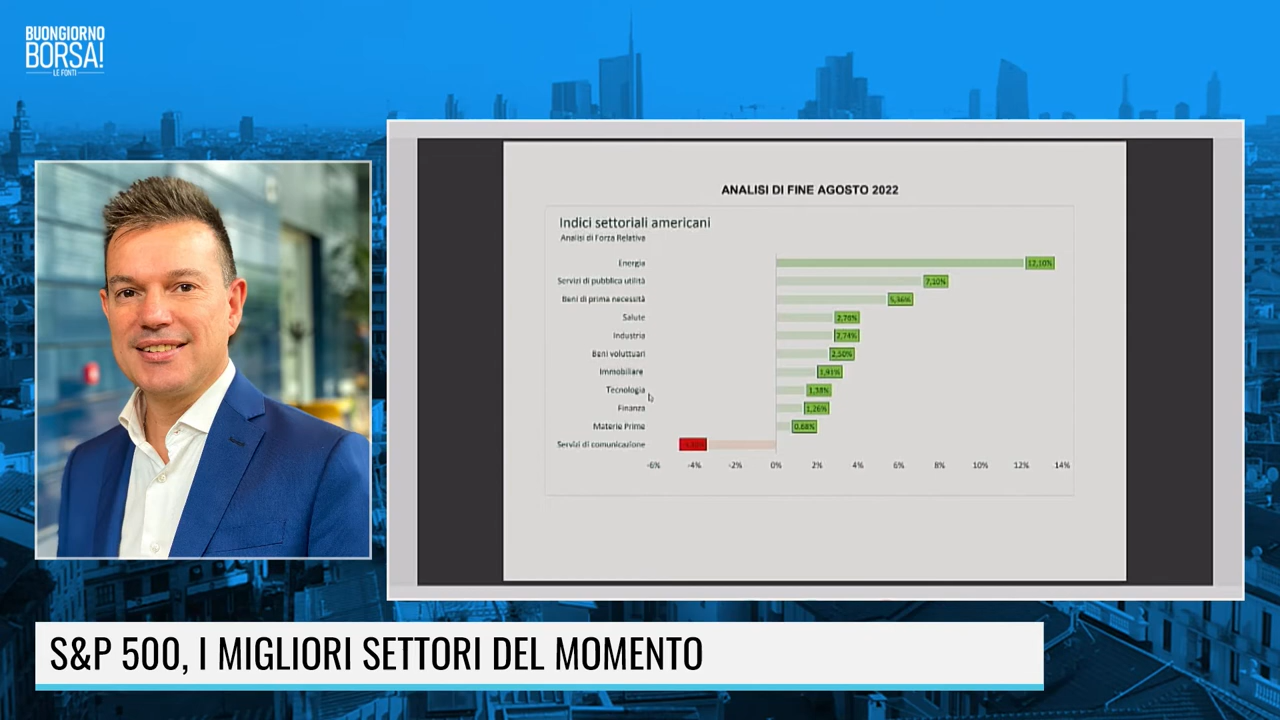 BUONGIORNO
BORSA!
LE FONTI
ANALISI DI FINE AGOSTO 2022
Indici settoriali americani
Analisi di Forza Relativa
Energia 12,10%
Servizi di pubblica utilità 7,10%
Beni di prima necessità 5,36%
Salute 2,76%
Industria 2,74%
Beni voluttuari 2,50%
Immobiliare 1,91%
Tecnologia 1,38%
Finanza 1,26%
Materie Prime 0,68%
Servizi di comunicazione
-6% -4% -2% 0% 2% 4% 6% 8% 10% 12% 14%
S&P 500, I MIGLIORI SETTORI DEL MOMENTO